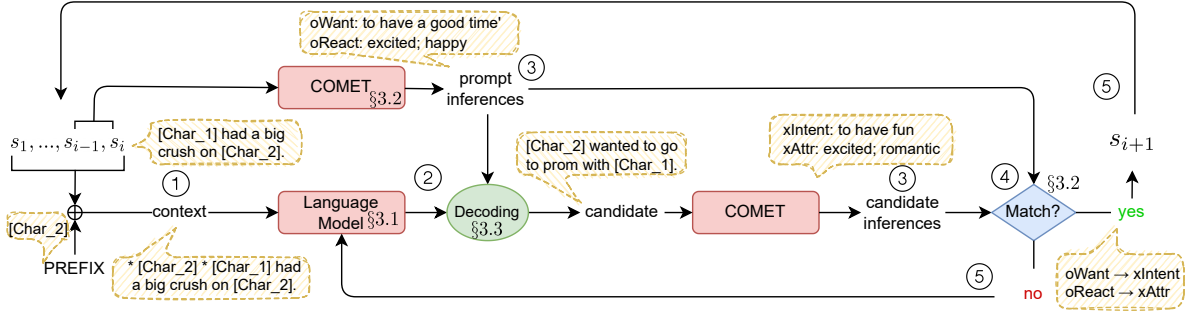 oWant: to have a good time'
oReact: excited; happy
③
⑤
COMET
§3.2
prompt
inferences
s₁, ..., sᵢ₋₁, sᵢ
[Char_1] had a big
crush on [Char_2].
[Char_2] wanted to go
to prom with [Char_1].
xIntent: to have fun
xAttr: excited; romantic
sᵢ₊₁
①
②
③
④
§3.2
[Char_2]
⊕
context
Language
Model
§3.1
Decoding
§3.3
candidate
COMET
candidate
inferences
Match?
yes
PREFIX
* [Char_2] * [Char_1] had
a big crush on [Char_2].
⑤
no
oWant → xIntent
oReact → xAttr